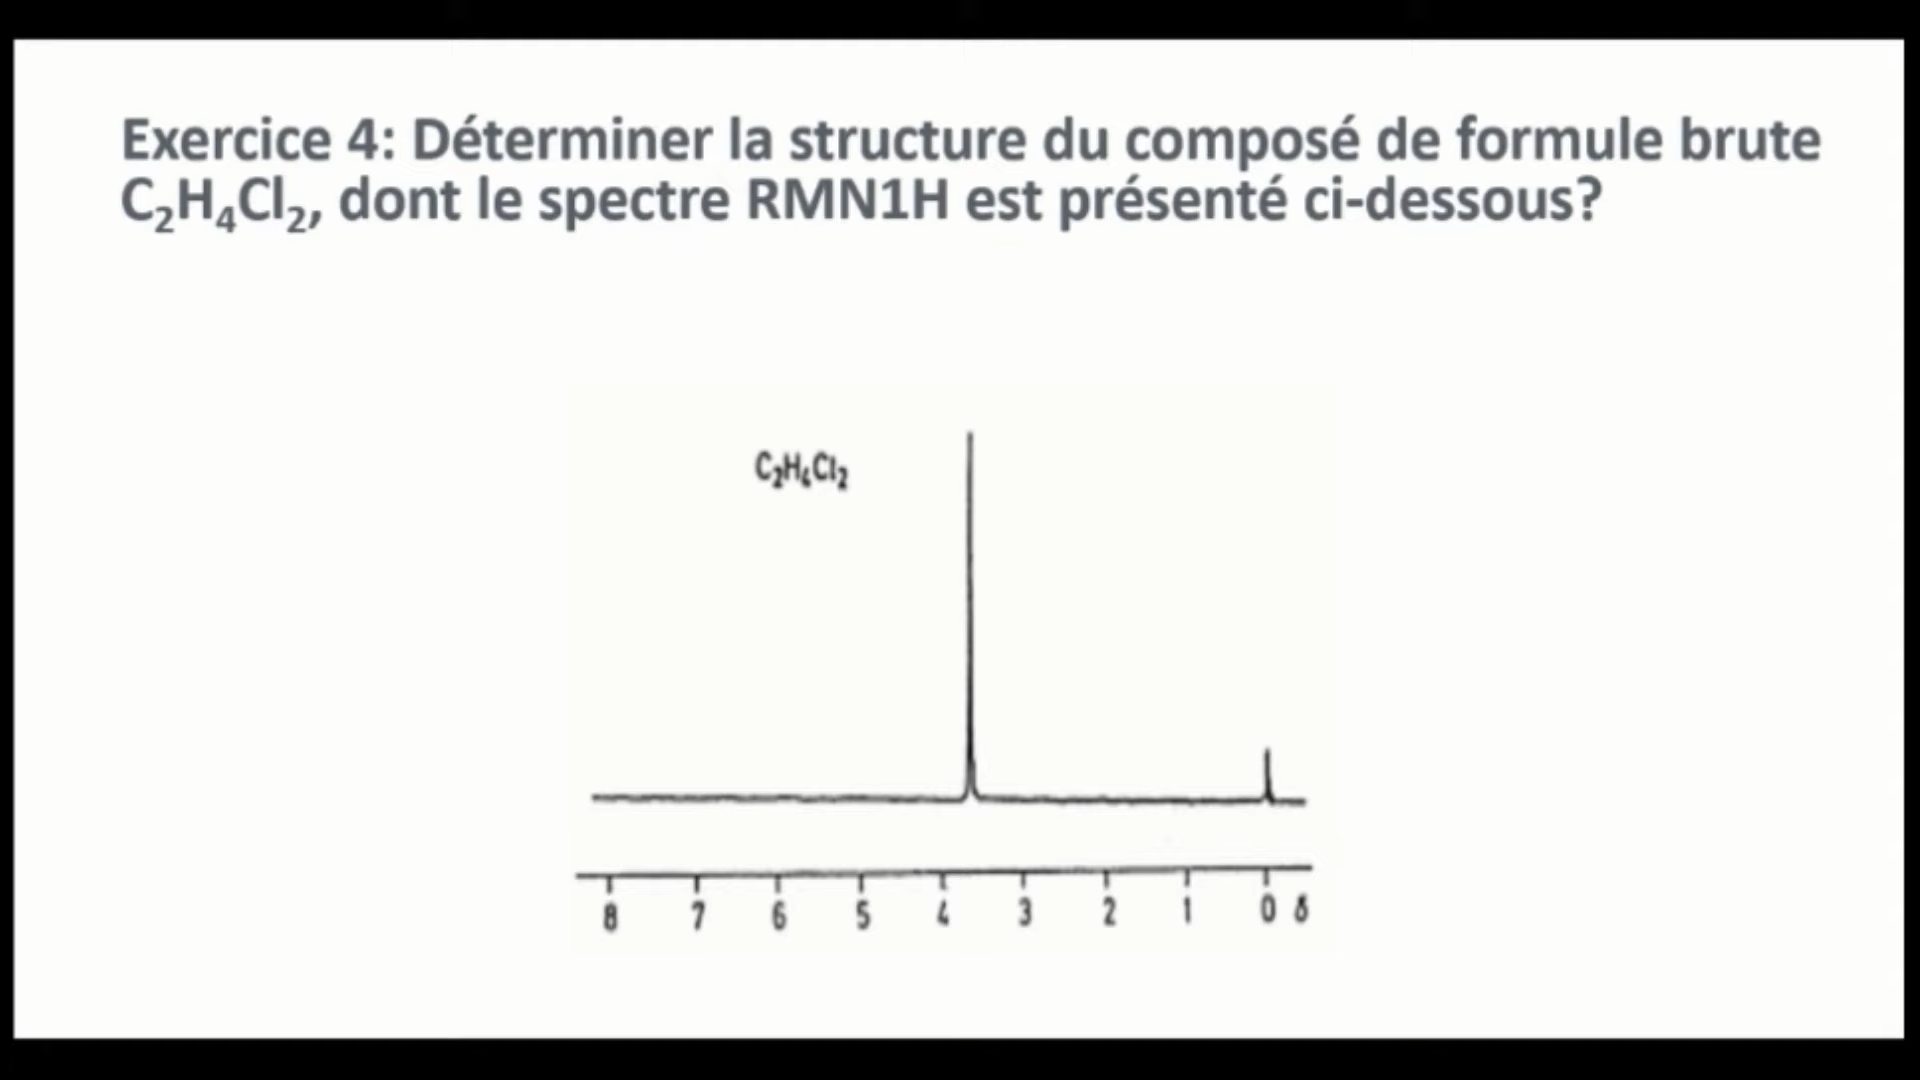 Exercice 4: Déterminer la structure du composé de formule brute
C₂H₄Cl₂, dont le spectre RMN1H est présenté ci-dessous?
C₂H₄Cl₂
8 7 6 5 4 3 2 1 0 δ